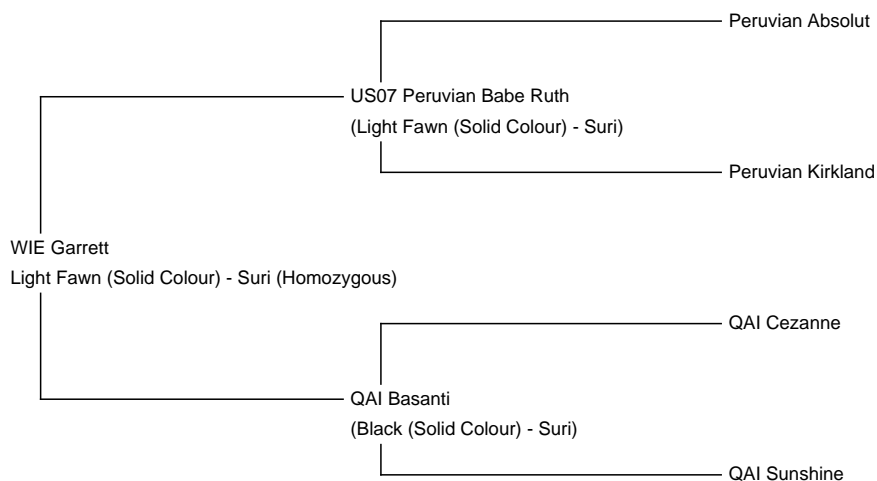 Peruvian Absolut
US07 Peruvian Babe Ruth
(Light Fawn (Solid Colour) - Suri)
Peruvian Kirkland
WIE Garrett
Light Fawn (Solid Colour) - Suri (Homozygous)
QAI Cezanne
QAI Basanti
(Black (Solid Colour) - Suri)
QAI Sunshine